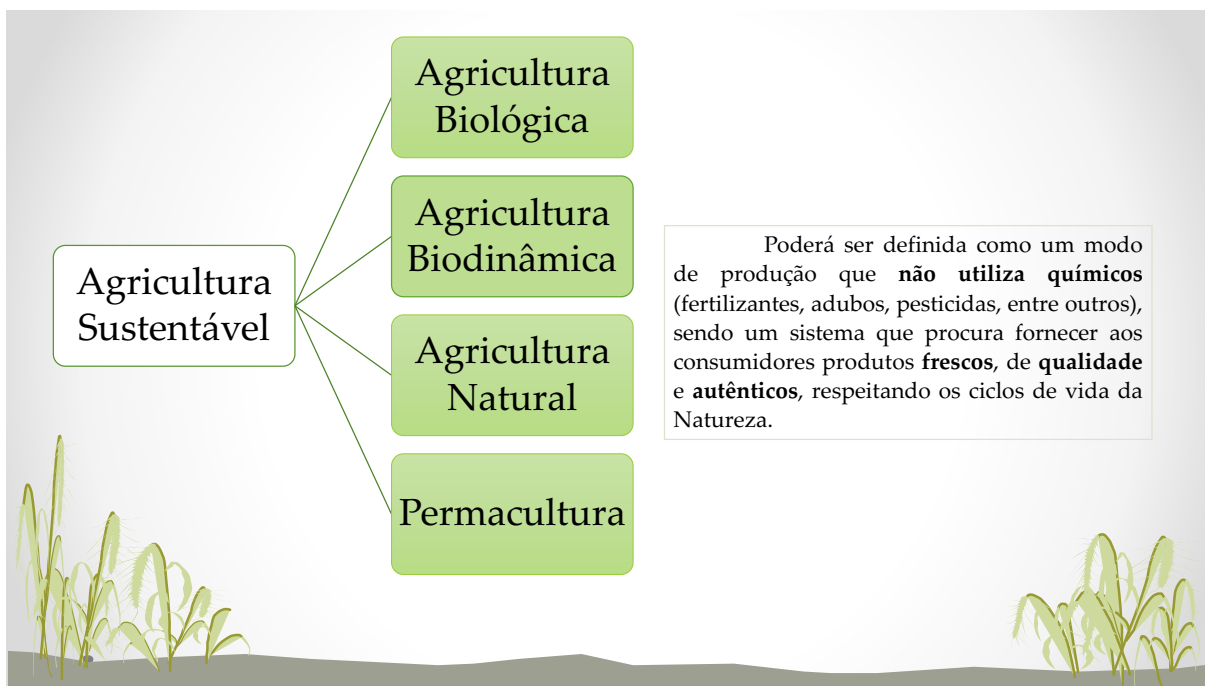 Agricultura
Sustentável
Agricultura
Biológica
Agricultura
Biodinâmica
Agricultura
Natural
Permacultura
Poderá ser definida como um modo
de produção que não utiliza químicos
(fertilizantes, adubos, pesticidas, entre outros),
sendo um sistema que procura fornecer aos
consumidores produtos frescos, de qualidade
e autênticos, respeitando os ciclos de vida da
Natureza.